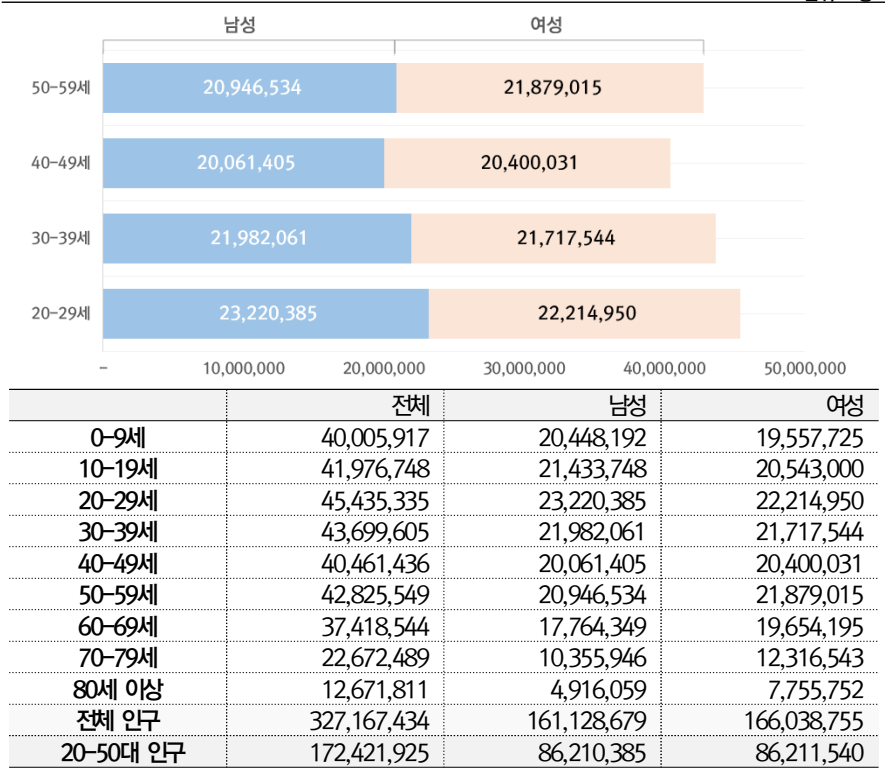 남성 여성
50-59세 20,946,534 21,879,015
40-49세 20,061,405 20,400,031
30-39세 21,982,061 21,717,544
20-29세 23,220,385 22,214,950
- 10,000,000 20,000,000 30,000,000 40,000,000 50,000,000
전체 남성 여성
0-9세 40,005,917 20,448,192 19,557,725
10-19세 41,976,748 21,433,748 20,543,000
20-29세 45,435,335 23,220,385 22,214,950
30-39세 43,699,605 21,982,061 21,717,544
40-49세 40,461,436 20,061,405 20,400,031
50-59세 42,825,549 20,946,534 21,879,015
60-69세 37,418,544 17,764,349 19,654,195
70-79세 22,672,489 10,355,946 12,316,543
80세 이상 12,671,811 4,916,059 7,755,752
전체 인구 327,167,434 161,128,679 166,038,755
20-50대 인구 172,421,925 86,210,385 86,211,540